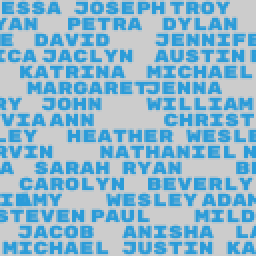 ESSA JOSEPH TROY
YAN PETRA DYLAN
E DAVID JENNIFE
ICA JACLYN AUSTIN
KATRINA MICHAEL
MARGARET JENNA
RY JOHN WILLIAM
VIA ANN CHRIST
LEY HEATHER WESLE
RVIN NATHANIEL N
A SARAH RYAN
CAROLYN BEVERLY
AMY WESLEY ADAM
STEVEN PAUL MILD
JACOB ANISHA LA
MICHAEL JUSTIN KA